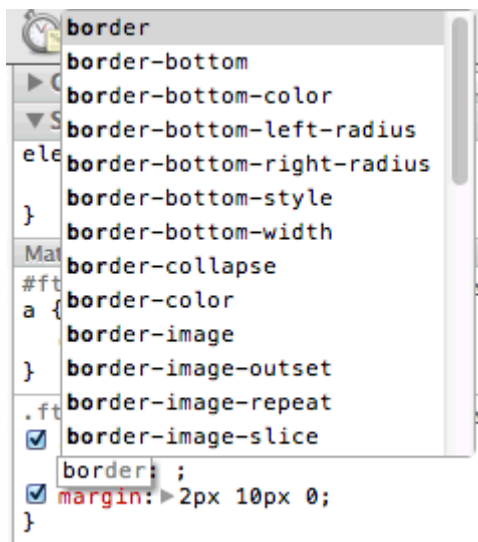 border
border-bottom
border-bottom-color
border-bottom-left-radius
border-bottom-right-radius
border-bottom-style
border-bottom-width
border-collapse
border-color
border-image
border-image-outset
border-image-repeat
border-image-slice
ele
}
Mat
#ft
a {
}
.ft
border: ;
margin: 2px 10px 0;
}